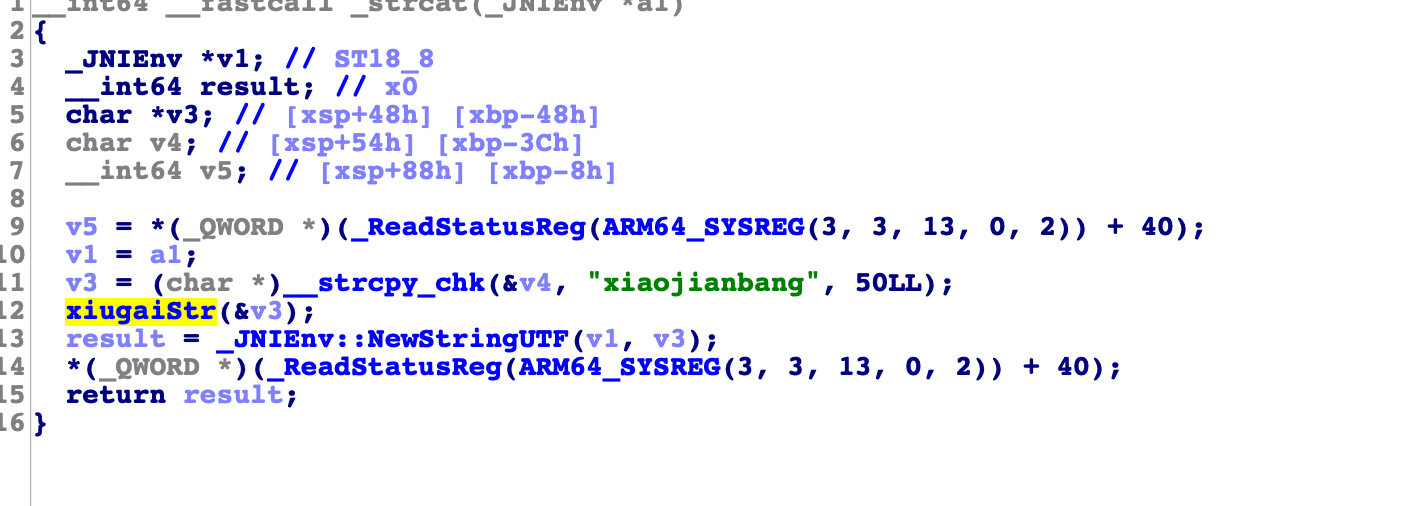 1 __int64 __fastcall _strcat(_JNIEnv *a1)
2 {
3 _JNIEnv *v1; // ST18_8
4 __int64 result; // x0
5 char *v3; // [xsp+48h] [xbp-48h]
6 char v4; // [xsp+54h] [xbp-3Ch]
7 __int64 v5; // [xsp+88h] [xbp-8h]
8
9 v5 = *(_QWORD *)(_ReadStatusReg(ARM64_SYSREG(3, 3, 13, 0, 2)) + 40);
10 v1 = a1;
11 v3 = (char *)__strcpy_chk(&v4, "xiaojianbang", 50LL);
12 xiugaiStr(&v3);
13 result = _JNIEnv::NewStringUTF(v1, v3);
14 *(_QWORD *)(_ReadStatusReg(ARM64_SYSREG(3, 3, 13, 0, 2)) + 40);
15 return result;
16 }